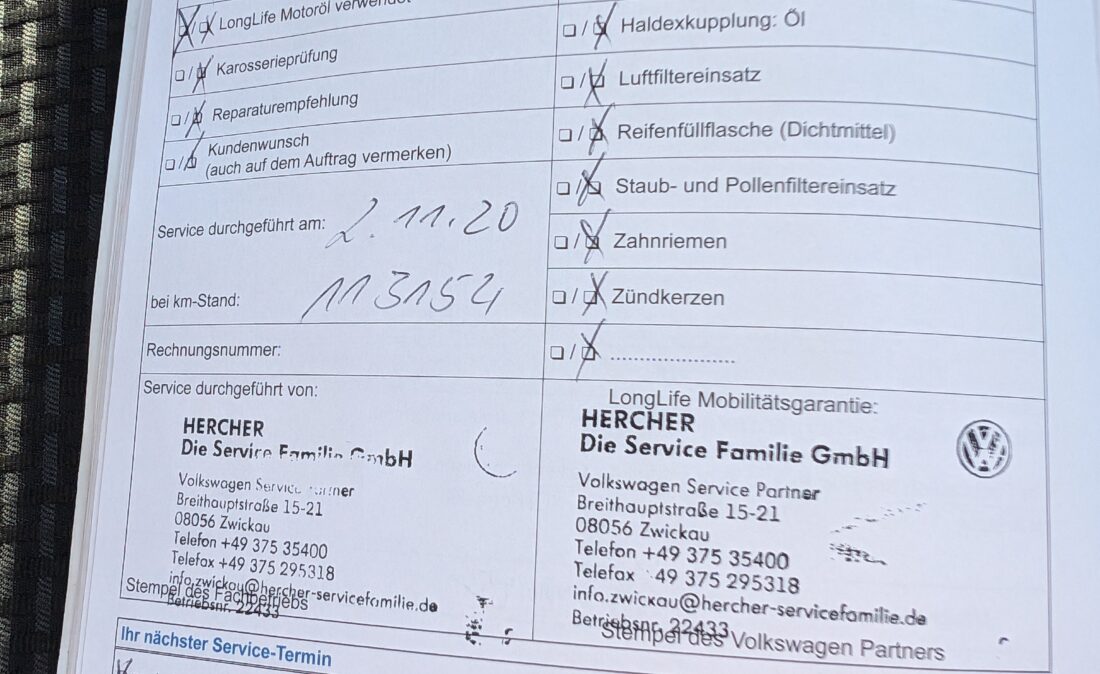 LongLife Motoröl verwendet
Karosserieprüfung
Reparaturempfehlung
Kundenwunsch
(auch auf dem Auftrag vermerken)
Service durchgeführt am: 2.11.20
bei km-Stand: 113154
Rechnungsnummer:
Haldexkupplung: Öl
Luftfiltereinsatz
Reifenfüllflasche (Dichtmittel)
Staub- und Pollenfiltereinsatz
Zahnriemen
Zündkerzen
Service durchgeführt von:
HERCHER
Die Service Familie GmbH
Volkswagen Service Partner
Breithauptstraße 15-21
08056 Zwickau
Telefon +49 375 35400
Telefax +49 375 295318
info.zwickau@hercher-servicefamilie.de
Stempel des Fachbetriebs
Betriebsnr. 22433
LongLife Mobilitätsgarantie:
HERCHER
Die Service Familie GmbH
Volkswagen Service Partner
Breithauptstraße 15-21
08056 Zwickau
Telefon +49 375 35400
Telefax 49 375 295318
info.zwickau@hercher-servicefamilie.de
Betriebsnr. 22433
Stempel des Volkswagen Partners
Ihr nächster Service-Termin